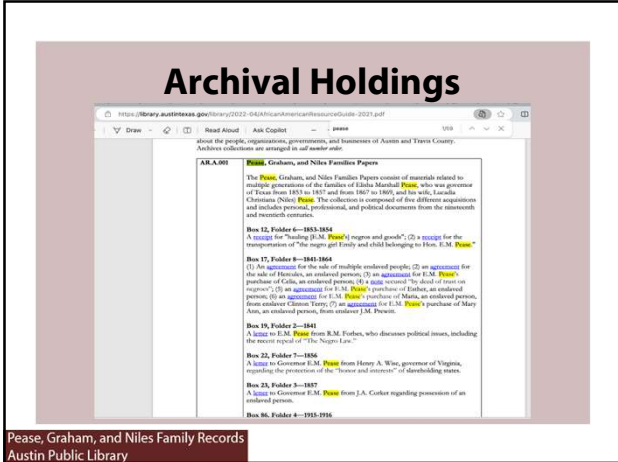 Archival Holdings
https://library.austintexas.gov/library/2022-04/AfricanAmericanResourceGuide-2021.pdf
Draw
Read Aloud Ask Copilot pease 1/59
about the people, organizations, governments, and businesses of Austin and Travis County.
Archives collections are arranged in call number order.
AR.A.001 Pease, Graham, and Niles Families Papers
The Pease, Graham, and Niles Families Papers consist of materials related to
multiple generations of the families of Elisha Marshall Pease, who was governor
of Texas from 1853 to 1857 and from 1867 to 1869, and his wife, Lucadia
Christiana (Niles) Pease. The collection is composed of five different acquisitions
and includes personal, professional, and political documents from the nineteenth
and twentieth centuries.
Box 12, Folder 6—1853-1854
A receipt for "hauling [E.M. Pease's] negros and goods"; (2) a receipt for the
transportation of "the negro girl Emily and child belonging to Hon. E.M. Pease."
Box 17, Folder 8—1841-1864
(1) An agreement for the sale of multiple enslaved people; (2) an agreement for
the sale of Hercules, an enslaved person; (3) an agreement for E.M. Pease's
purchase of Celia, an enslaved person; (4) a note secured "by deed of trust on
negroes"; (5) an agreement for E.M. Pease's purchase of Esther, an enslaved
person; (6) an agreement for E.M. Pease's purchase of Maria, an enslaved person,
from enslaver Clinton Terry; (7) an agreement for E.M. Pease's purchase of Mary
Ann, an enslaved person, from enslaver J.M. Prewitt.
Box 19, Folder 2—1841
A letter to E.M. Pease from R.M. Forbes, who discusses political issues, including
the recent repeal of "The Negro Law."
Box 22, Folder 7—1856
A letter to Governor E.M. Pease from Henry A. Wise, governor of Virginia,
regarding the protection of the "honor and interests" of slaveholding states.
Box 23, Folder 3—1857
A letter to Governor E.M. Pease from J.A. Corker regarding possession of an
enslaved person.
Box 86, Folder 4—1915-1916
Pease, Graham, and Niles Family Records
Austin Public Library